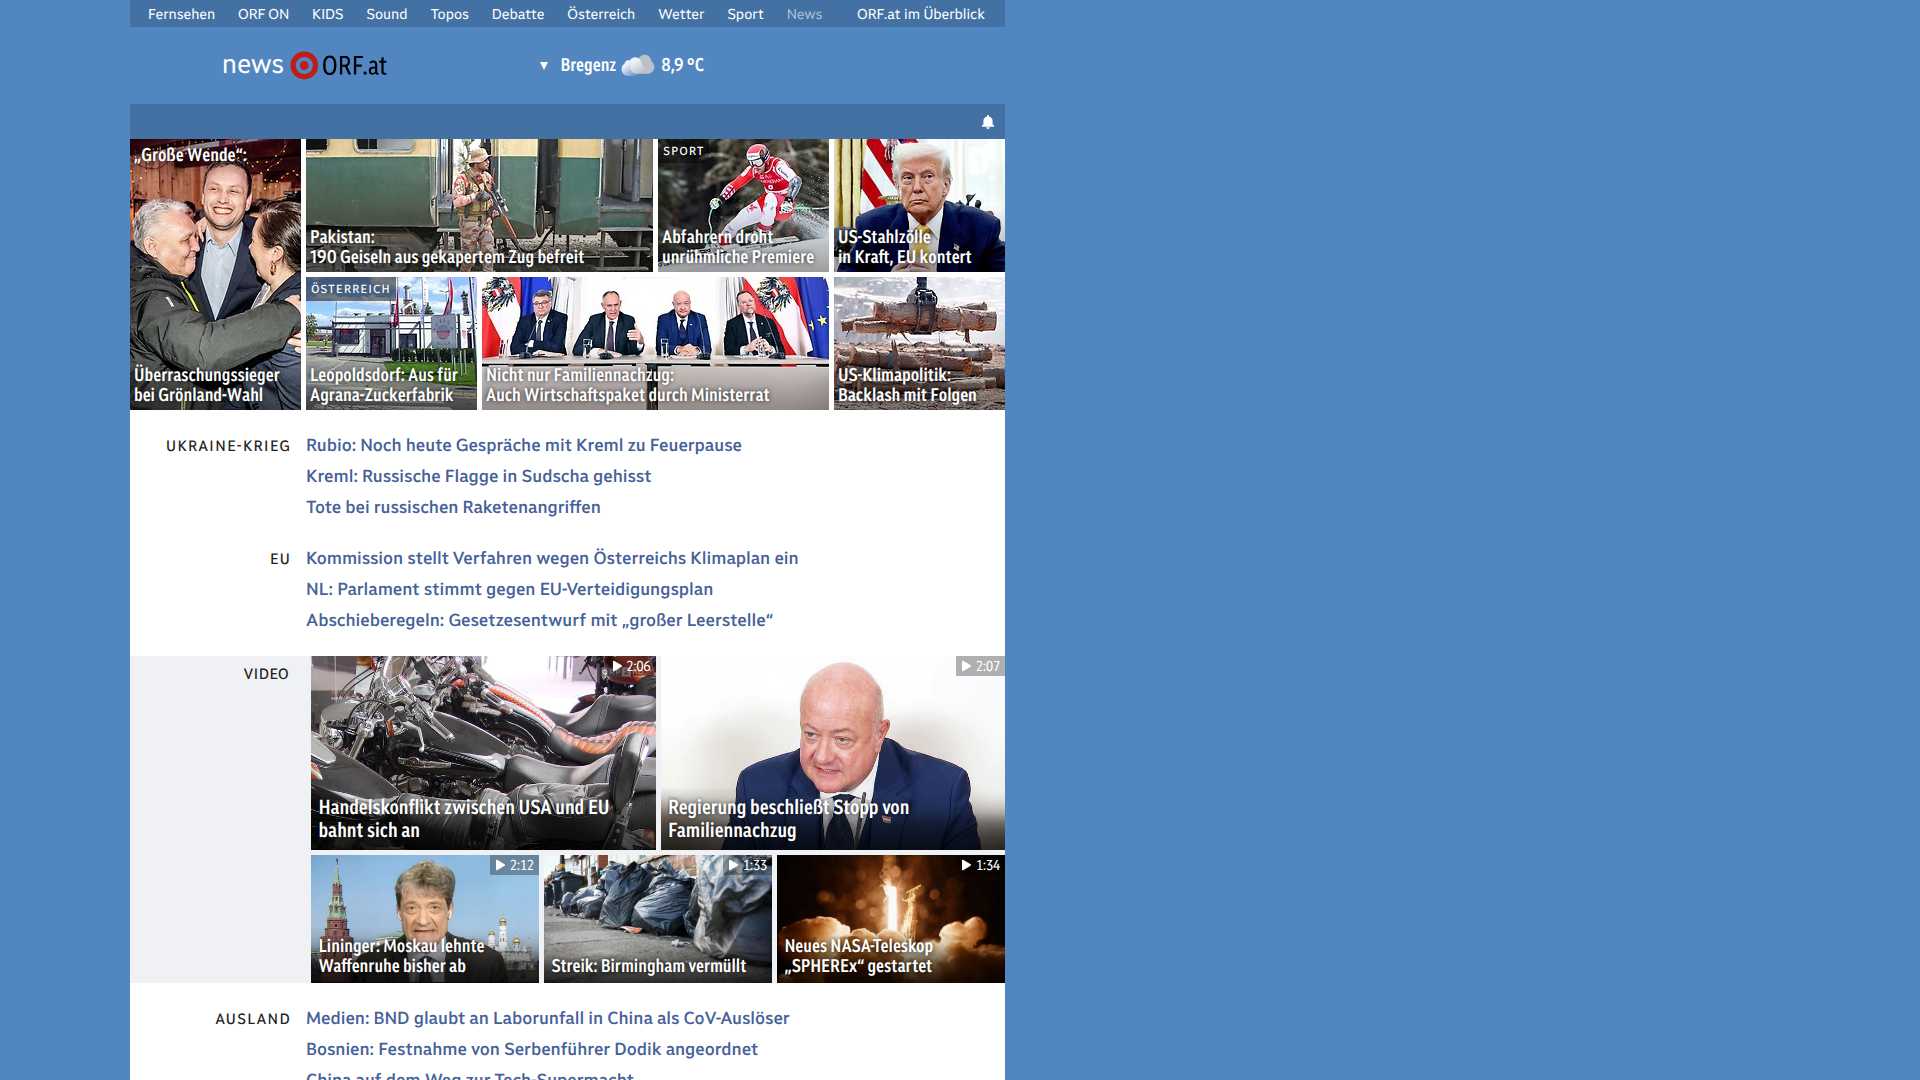 Fernsehen ORF ON KIDS Sound Topos Debatte Österreich Wetter Sport News ORF.at im Überblick
news ORF.at
▼ Bregenz 8,9 °C
„Große Wende“:
Überraschungssieger
bei Grönland-Wahl
Pakistan:
190 Geiseln aus gekapertem Zug befreit
SPORT
Abfahrern droht
unrühmliche Premiere
US-Stahlzölle
in Kraft, EU kontert
ÖSTERREICH
Leopoldsdorf: Aus für
Agrana-Zuckerfabrik
Nicht nur Familiennachzug:
Auch Wirtschaftspaket durch Ministerrat
US-Klimapolitik:
Backlash mit Folgen
UKRAINE-KRIEG
Rubio: Noch heute Gespräche mit Kreml zu Feuerpause
Kreml: Russische Flagge in Sudscha gehisst
Tote bei russischen Raketenangriffen
EU
Kommission stellt Verfahren wegen Österreichs Klimaplan ein
NL: Parlament stimmt gegen EU-Verteidigungsplan
Abschieberegeln: Gesetzesentwurf mit „großer Leerstelle“
VIDEO
2:06
Handelskonflikt zwischen USA und EU
bahnt sich an
2:07
Regierung beschließt Stopp von
Familiennachzug
2:12
Lininger: Moskau lehnte
Waffenruhe bisher ab
1:33
Streik: Birmingham vermüllt
1:34
Neues NASA-Teleskop
„SPHEREx“ gestartet
AUSLAND
Medien: BND glaubt an Laborunfall in China als CoV-Auslöser
Bosnien: Festnahme von Serbenführer Dodik angeordnet
China auf dem Weg zur Tech-Supermacht